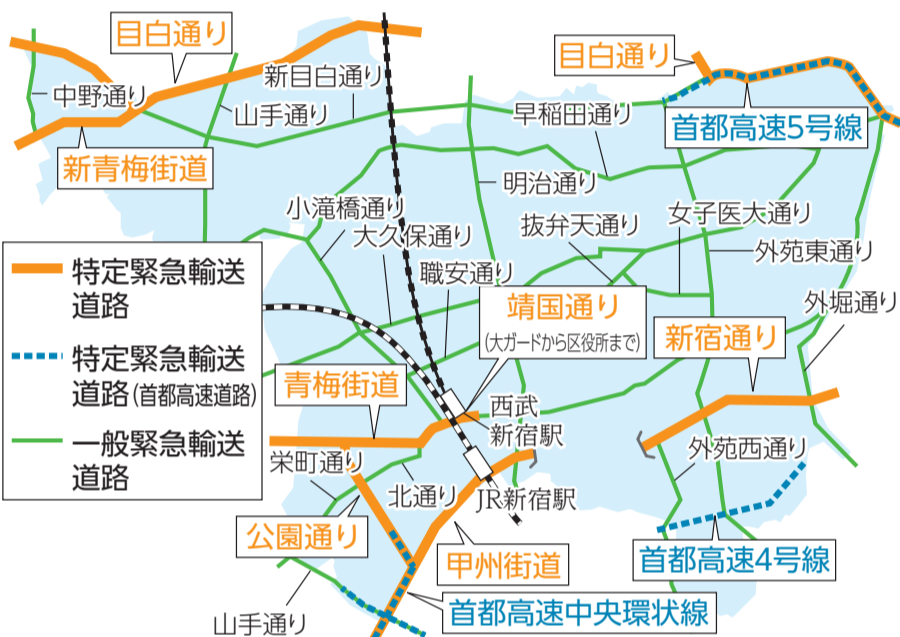 目白通り
新目白通り
目白通り
中野通り
山手通り
早稲田通り
首都高速5号線
新青梅街道
明治通り
小滝橋通り
抜弁天通り
女子医大通り
大久保通り
外苑東通り
職安通り
特定緊急輸送
道路
靖国通り
(大ガードから区役所まで)
外堀通り
新宿通り
特定緊急輸送
道路(首都高速道路)
青梅街道
西武
新宿駅
一般緊急輸送
道路
栄町通り
外苑西通り
北通り
JR新宿駅
公園通り
甲州街道
首都高速4号線
山手通り
首都高速中央環状線